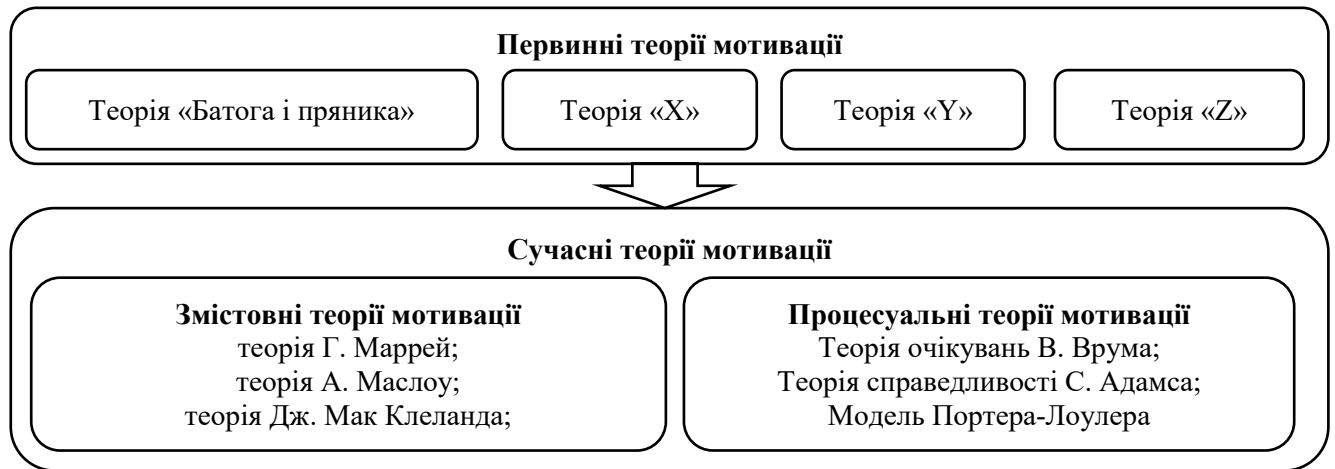 Первинні теорії мотивації
Теорія «Батога і пряника»
Теорія «X»
Теорія «Y»
Теорія «Z»
Сучасні теорії мотивації
Змістовні теорії мотивації
теорія Г. Маррей;
теорія А. Маслоу;
теорія Дж. Мак Клеланда;
Процесуальні теорії мотивації
Теорія очікувань В. Врума;
Теорія справедливості С. Адамса;
Модель Портера-Лоулера